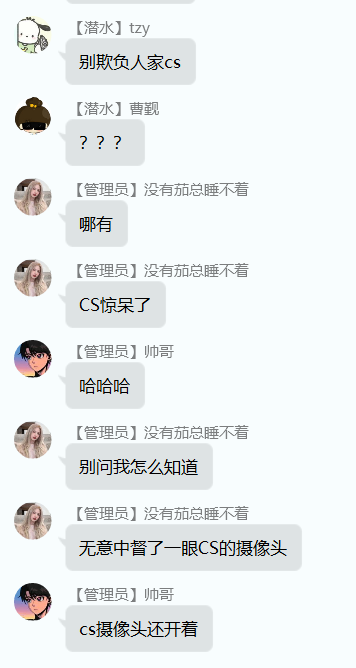 【潜水】tzy
别欺负人家cs
【潜水】曹觐
？？？
【管理员】没有茄总睡不着
哪有
【管理员】没有茄总睡不着
CS惊呆了
【管理员】帅哥
哈哈哈
【管理员】没有茄总睡不着
别问我怎么知道
【管理员】没有茄总睡不着
无意中督了一眼CS的摄像头
【管理员】帅哥
cs摄像头还开着